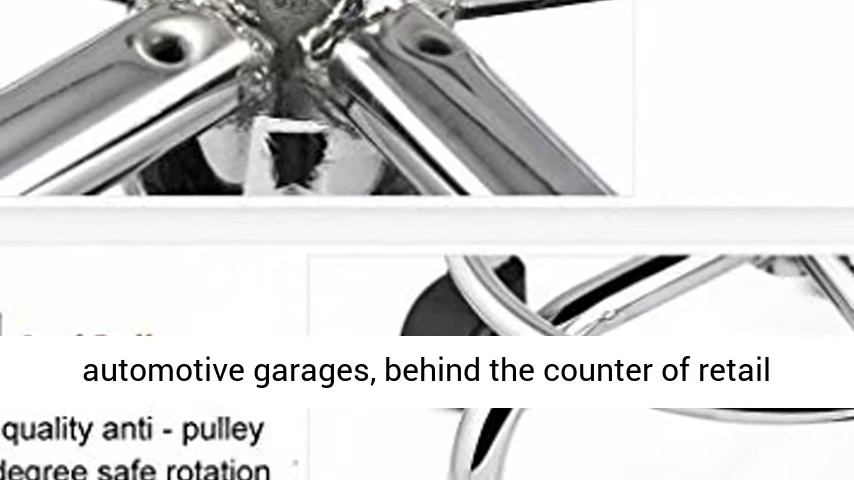 automotive garages, behind the counter of retail
quality anti - pulley
degree safe rotation